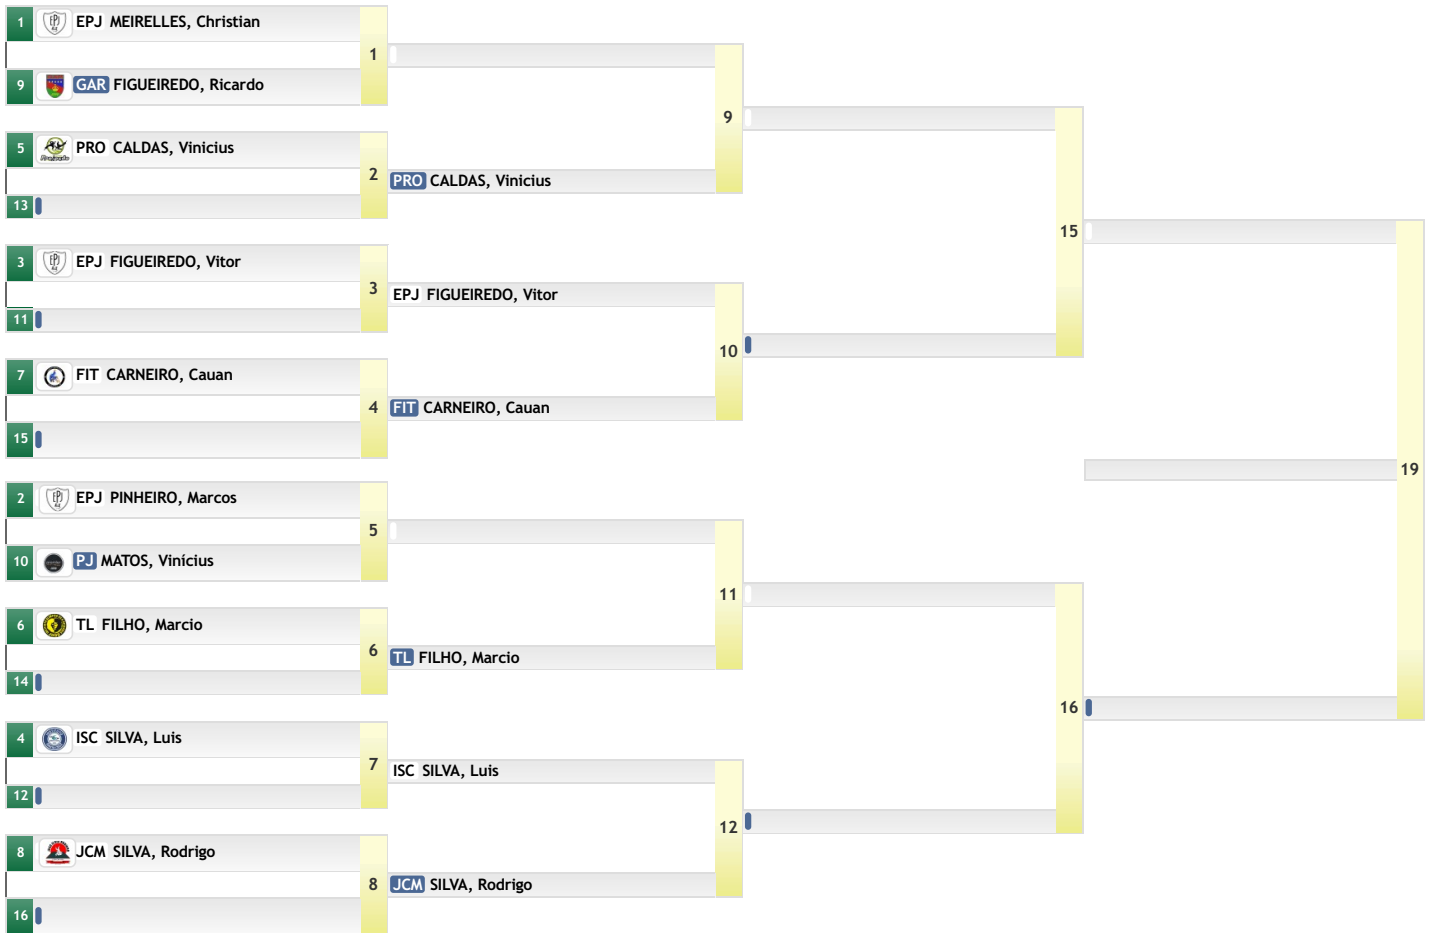 1 EPJ MEIRELLES, Christian
1
9 GAR FIGUEIREDO, Ricardo
9
5 PRO CALDAS, Vinicius
2
PRO CALDAS, Vinicius
13
15
3 EPJ FIGUEIREDO, Vitor
3
EPJ FIGUEIREDO, Vitor
11
10
7 FIT CARNEIRO, Cauan
4
FIT CARNEIRO, Cauan
15
19
2 EPJ PINHEIRO, Marcos
5
10 PJ MATOS, Vinícius
11
6 TL FILHO, Marcio
6
TL FILHO, Marcio
14
16
4 ISC SILVA, Luis
7
ISC SILVA, Luis
12
12
8 JCM SILVA, Rodrigo
8
JCM SILVA, Rodrigo
16